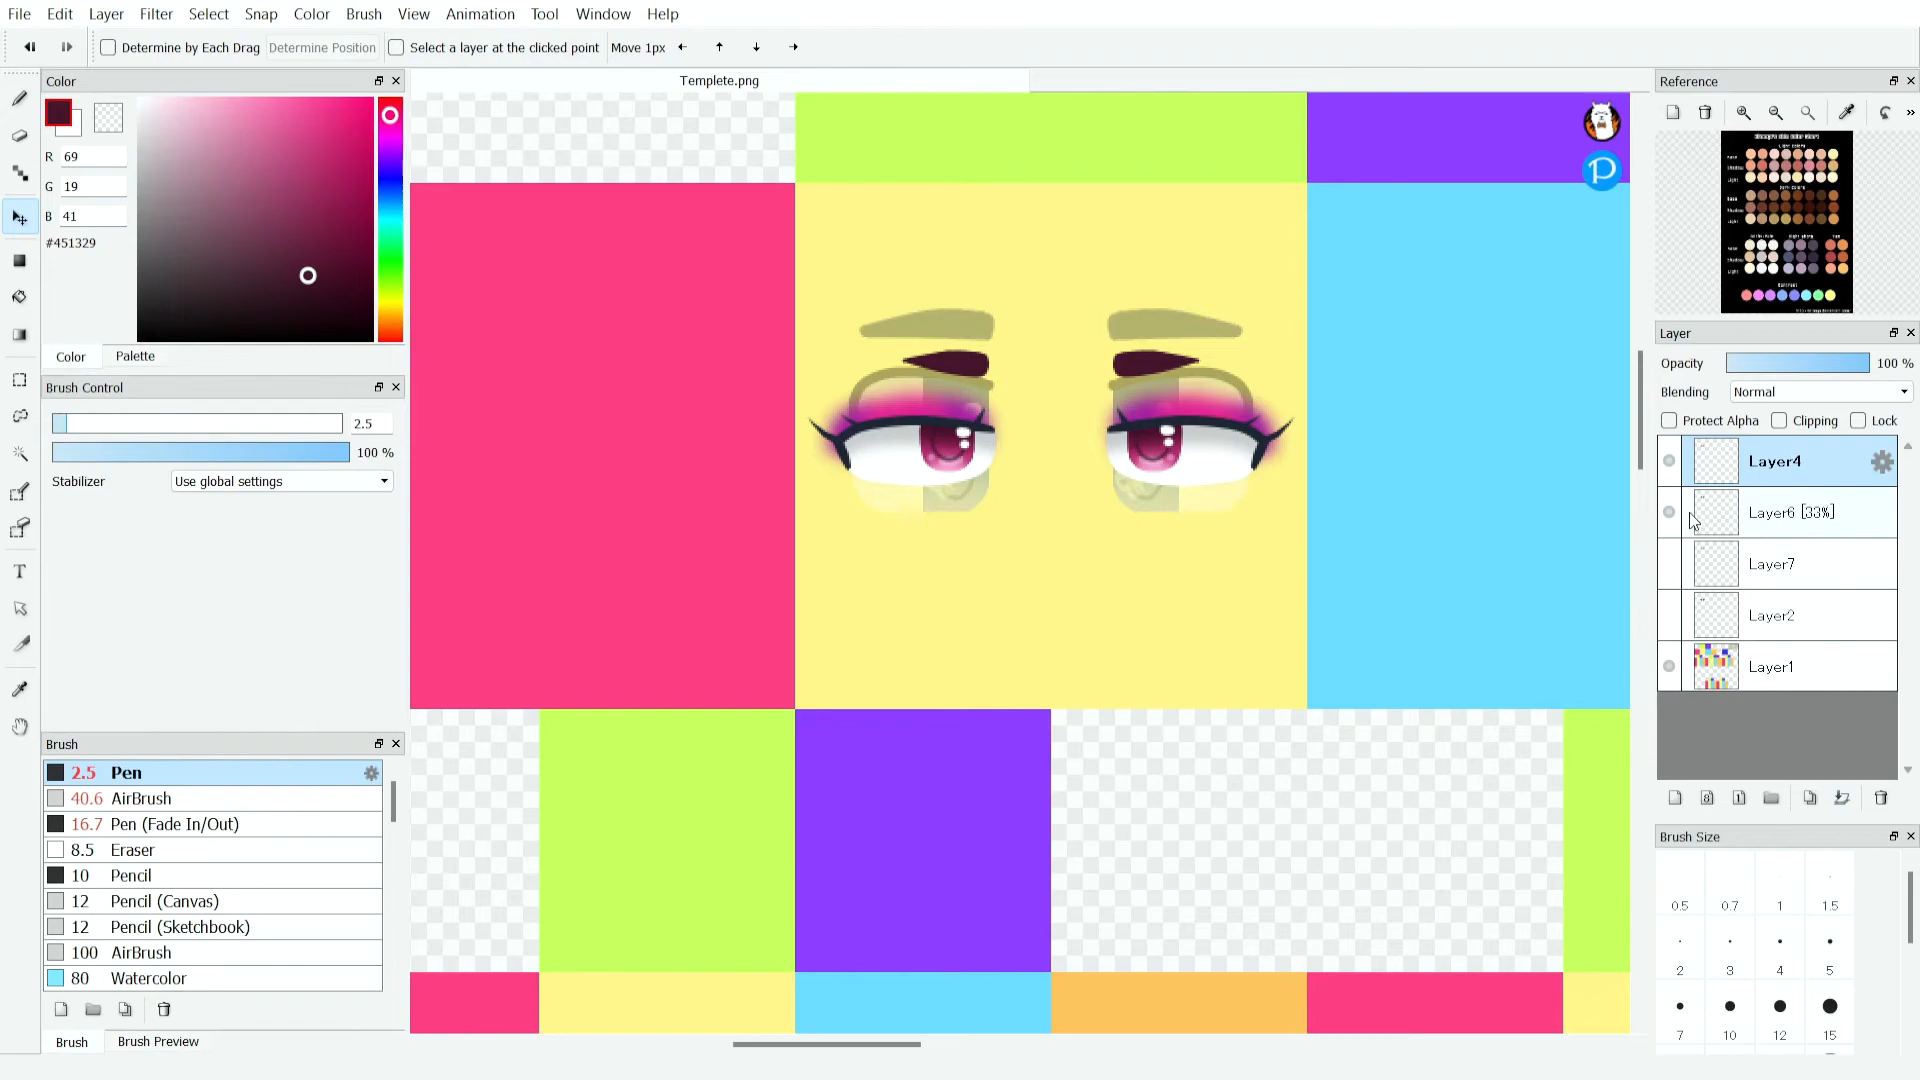 File Edit Layer Filter Select Snap Color Brush View Animation Tool Window Help
Determine by Each Drag Determine Position Select a layer at the clicked point Move 1px
Color
Templete.png
Reference
R 69
G 19
B 41
#451329
Color Palette
Brush Control
2.5
100 %
Stabilizer Use global settings
Layer
Opacity 100 %
Blending Normal
Protect Alpha Clipping Lock
Layer4
Layer6 [33%]
Layer7
Layer2
Layer1
Brush
2.5 Pen
40.6 AirBrush
16.7 Pen (Fade In/Out)
8.5 Eraser
10 Pencil
12 Pencil (Canvas)
12 Pencil (Sketchbook)
100 AirBrush
80 Watercolor
Brush Brush Preview
Brush Size
0.5 0.7 1 1.5
2 3 4 5
7 10 12 15